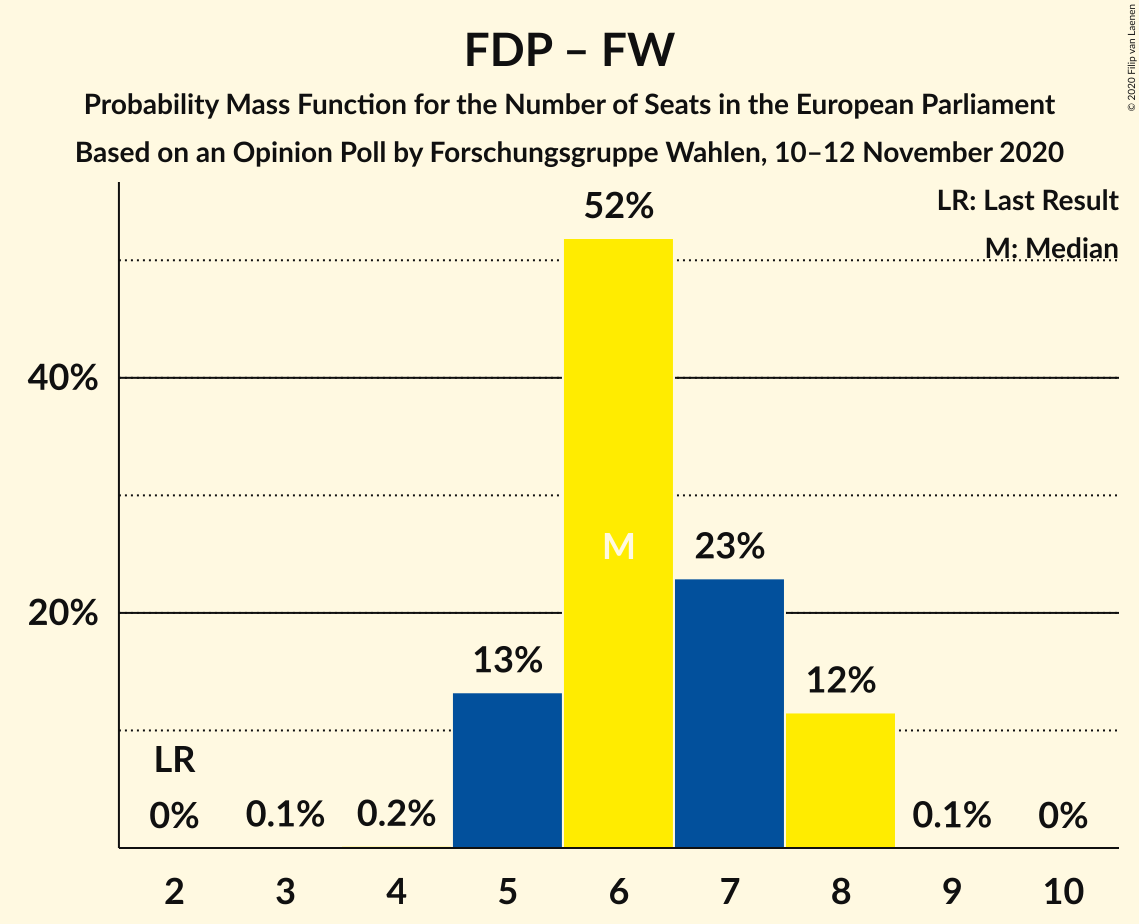 FDP – FW
Probability Mass Function for the Number of Seats in the European Parliament
Based on an Opinion Poll by Forschungsgruppe Wahlen, 10–12 November 2020
© 2020 Filip van Laenen
LR: Last Result
M: Median
52%
40%
M
23%
20%
13%
12%
LR
0%
0.1%
0.2%
0.1%
0%
2 3 4 5 6 7 8 9 10